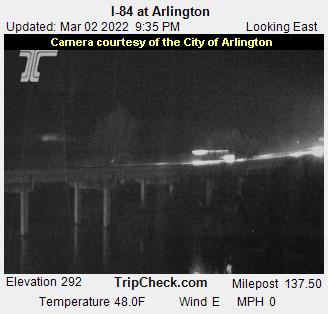 I-84 at Arlington
Updated: Mar 02 2022 9:35 PM Looking East
Camera courtesy of the City of Arlington
Elevation 292 TripCheck.com Milepost 137.50
Temperature 48.0F Wind E MPH 0